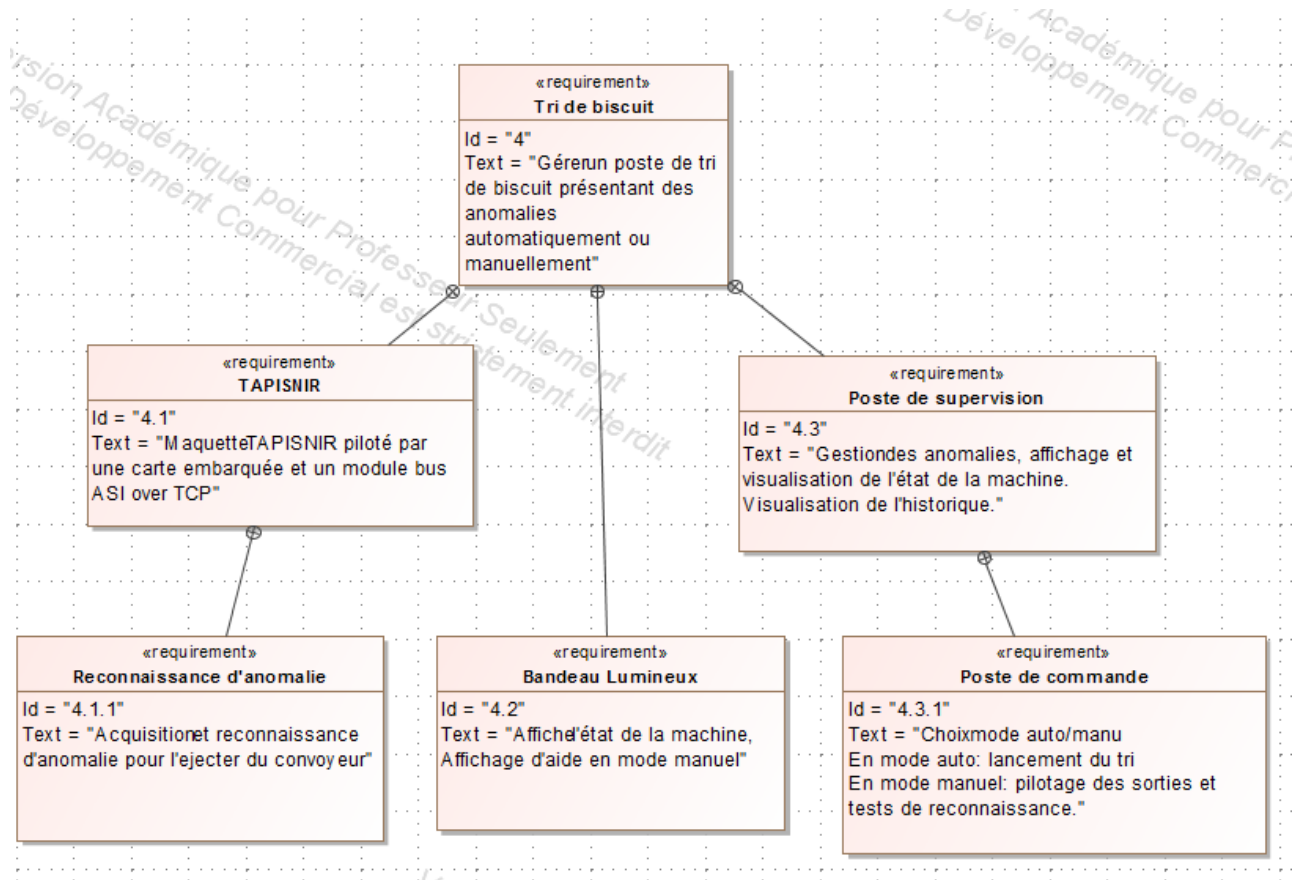 ersion Académique pour Professeur Seulement
Développement Commercial est strictement interdit
Académique pour P
Développement Commerci
«requirement»
Tri de biscuit
Id = "4"
Text = "Gérerun poste de tri
de biscuit présentant des
anomalies
automatiquement ou
manuellement"
«requirement»
TAPISNIR
Id = "4.1"
Text = "MaquetteTAPISNIR piloté par
une carte embarquée et un module bus
ASI over TCP"
«requirement»
Poste de supervision
Id = "4.3"
Text = "Gestiondes anomalies, affichage et
visualisation de l'état de la machine.
Visualisation de l'historique."
«requirement»
Reconnaissance d'anomalie
Id = "4.1.1"
Text = "Acquisitionet reconnaissance
d'anomalie pour l'ejecter du convoyeur"
«requirement»
Bandeau Lumineux
Id = "4.2"
Text = "Affichel'état de la machine,
Affichage d'aide en mode manuel"
«requirement»
Poste de commande
Id = "4.3.1"
Text = "Choixmode auto/manu
En mode auto: lancement du tri
En mode manuel: pilotage des sorties et
tests de reconnaissance."